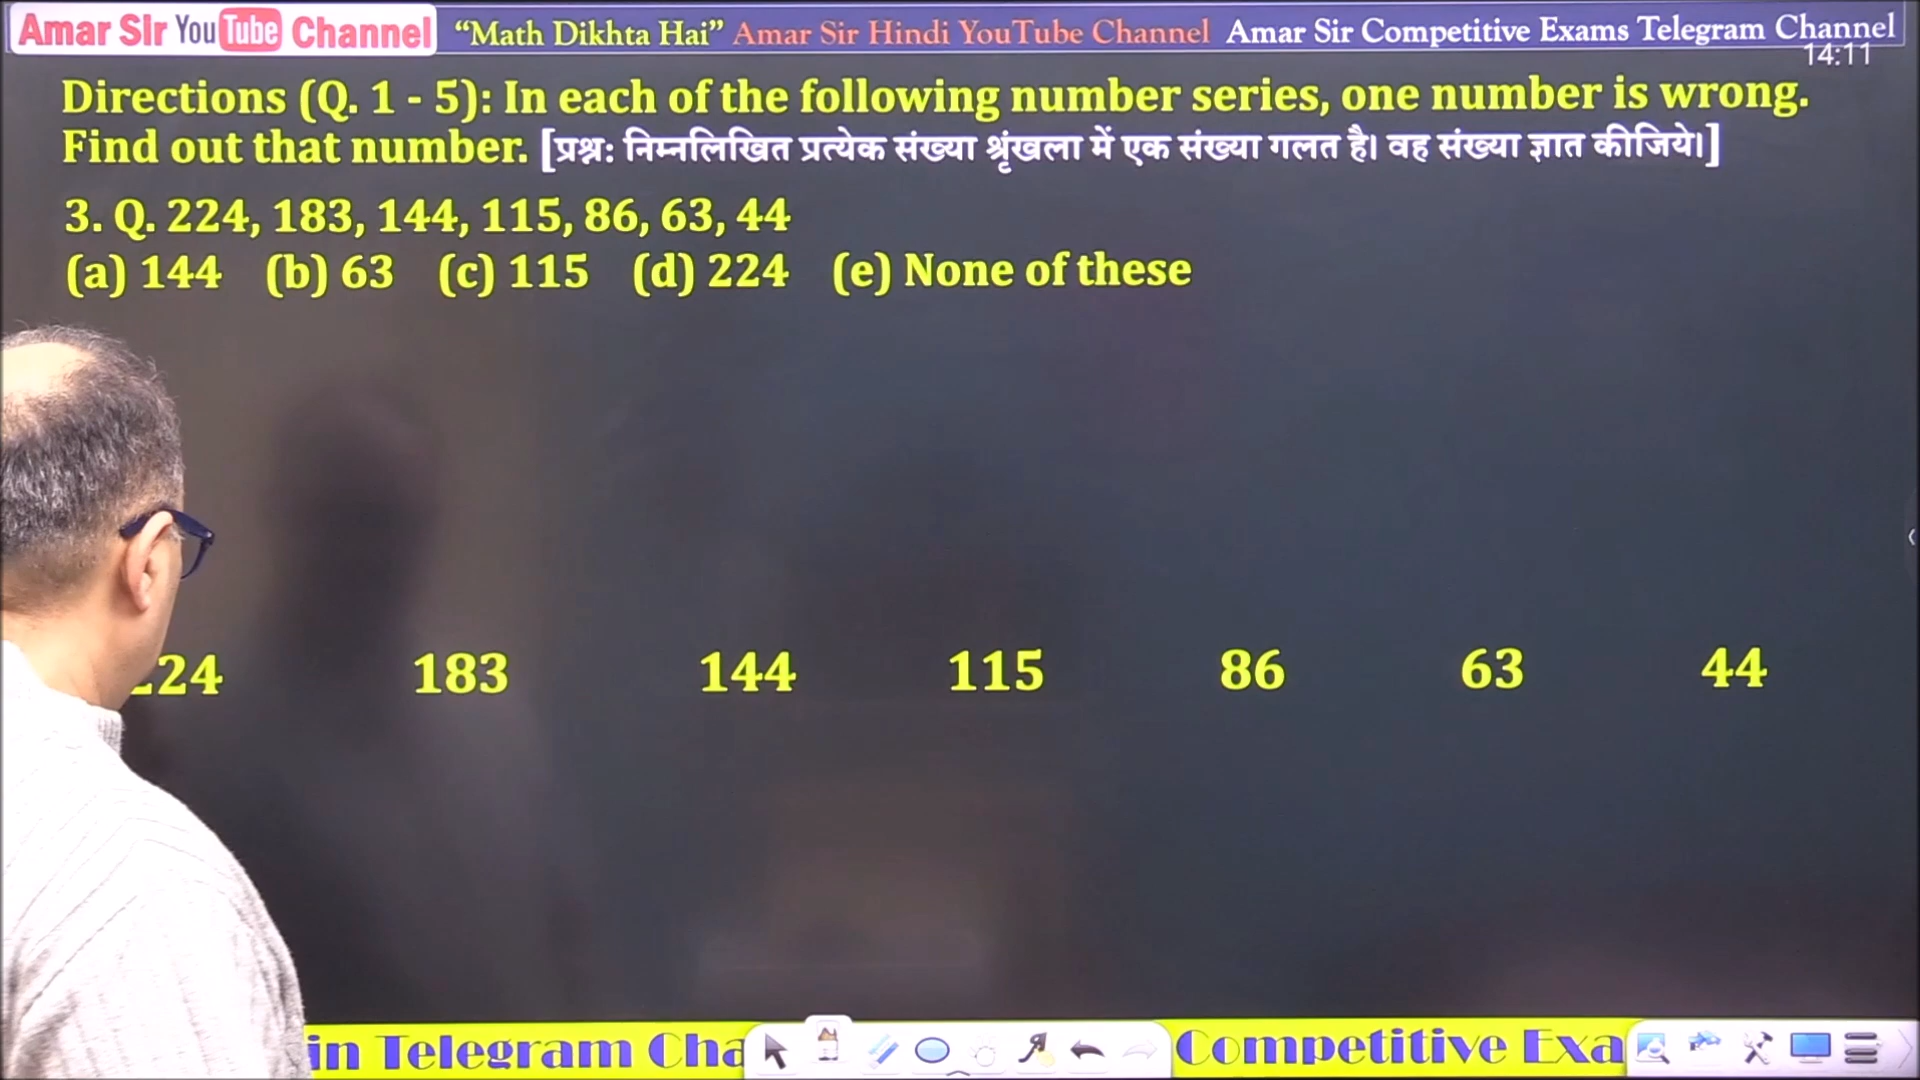 Amar SIr YouTube Channel "Math Dikhta Hai" Amar Sir Hindi YouTube Channel Amar Sir Competitive Exams Telegram Channel
14:11
Directions (Q. 1 - 5): In each of the following number series, one number is wrong.
Find out that number. [प्रश्न: निम्नलिखित प्रत्येक संख्या श्रृंखला में एक संख्या गलत है। वह संख्या ज्ञात कीजिये।]
3. Q. 224, 183, 144, 115, 86, 63, 44
(a) 144 (b) 63 (c) 115 (d) 224 (e) None of these
24 183 144 115 86 63 44
in Telegram Cha Competitive Exa